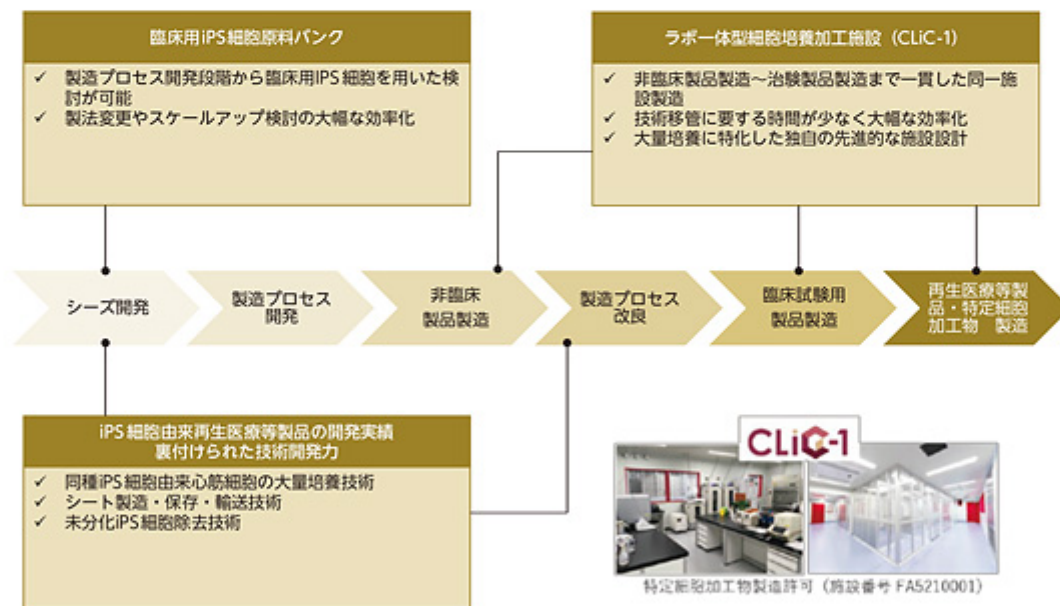 臨床用iPS細胞原料バンク
✓ 製造プロセス開発段階から臨床用iPS細胞を用いた検
討が可能
✓ 製法変更やスケールアップ検討の大幅な効率化
ラボ一体型細胞培養加工施設（CLiC-1）
✓ 非臨床製品製造～治験製品製造まで一貫した同一施
設製造
✓ 技術移管に要する時間が少なく大幅な効率化
✓ 大量培養に特化した独自の先進的な施設設計
シーズ開発
製造プロセス
開発
非臨床
製品製造
製造プロセス
改良
臨床試験用
製品製造
再生医療等製
品・特定細胞
加工物 製造
iPS細胞由来再生医療等製品の開発実績
裏付けられた技術開発力
✓ 同種iPS細胞由来心筋細胞の大量培養技術
✓ シート製造・保存・輸送技術
✓ 未分化iPS細胞除去技術
CLiC-1
特定細胞加工物製造許可（施設番号 FA5210001）